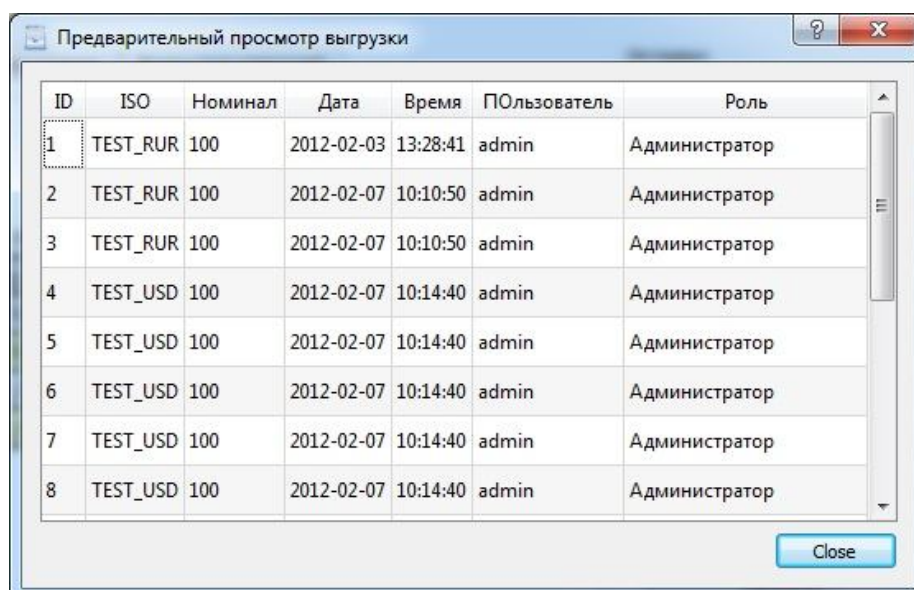 Предварительный просмотр выгрузки
ID ISO Номинал Дата Время ПОльзователь Роль
1 TEST_RUR 100 2012-02-03 13:28:41 admin Администратор
2 TEST_RUR 100 2012-02-07 10:10:50 admin Администратор
3 TEST_RUR 100 2012-02-07 10:10:50 admin Администратор
4 TEST_USD 100 2012-02-07 10:14:40 admin Администратор
5 TEST_USD 100 2012-02-07 10:14:40 admin Администратор
6 TEST_USD 100 2012-02-07 10:14:40 admin Администратор
7 TEST_USD 100 2012-02-07 10:14:40 admin Администратор
8 TEST_USD 100 2012-02-07 10:14:40 admin Администратор
Close